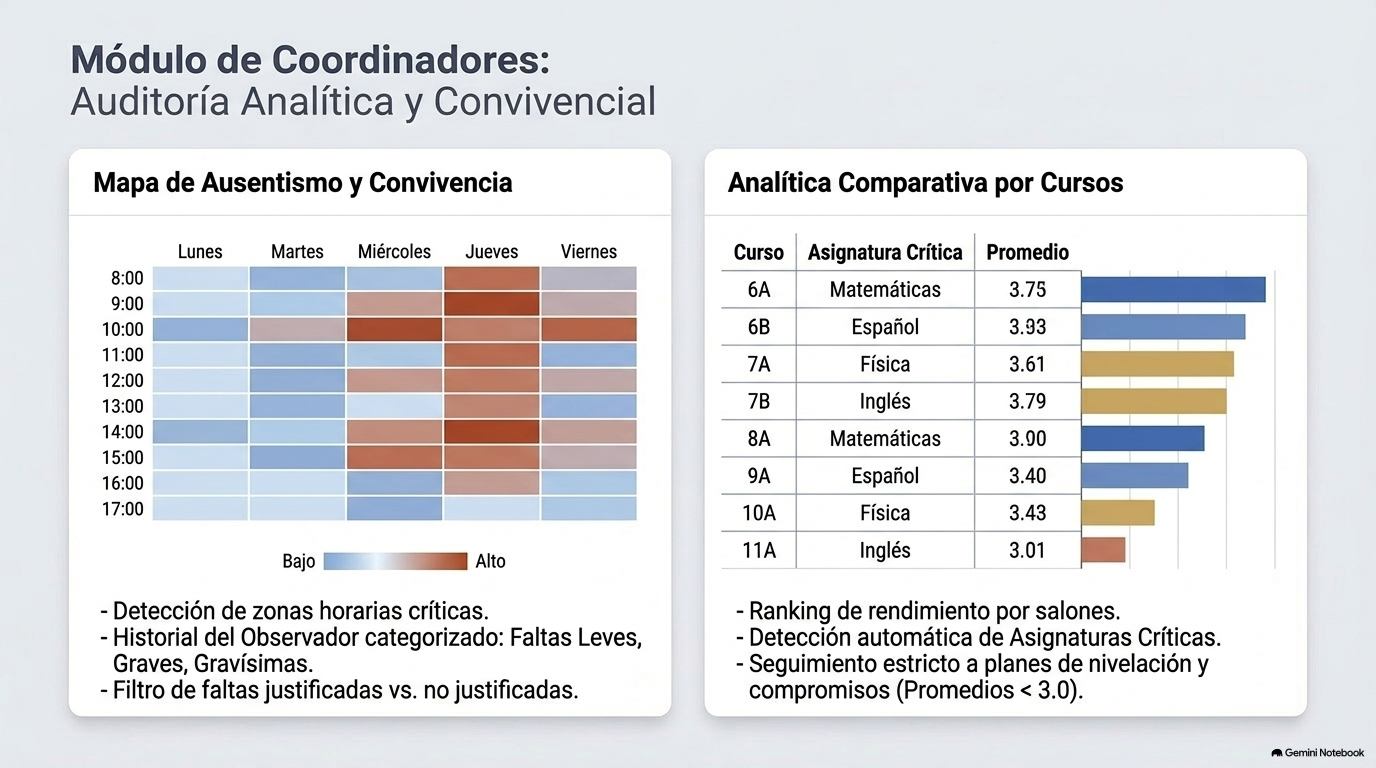 Módulo de Coordinadores:
Auditoría Analítica y Convivencial
Mapa de Ausentismo y Convivencia
Lunes Martes Miércoles Jueves Viernes
8:00
9:00
10:00
11:00
12:00
13:00
14:00
15:00
16:00
17:00
Bajo Alto
- Detección de zonas horarias críticas.
- Historial del Observador categorizado: Faltas Leves,
Graves, Gravísimas.
- Filtro de faltas justificadas vs. no justificadas.
Analítica Comparativa por Cursos
Curso Asignatura Crítica Promedio
6A Matemáticas 3.75
6B Español 3.93
7A Física 3.61
7B Inglés 3.79
8A Matemáticas 3.90
9A Español 3.40
10A Física 3.43
11A Inglés 3.01
- Ranking de rendimiento por salones.
- Detección automática de Asignaturas Críticas.
- Seguimiento estricto a planes de nivelación y
compromisos (Promedios < 3.0).
Gemini Notebook